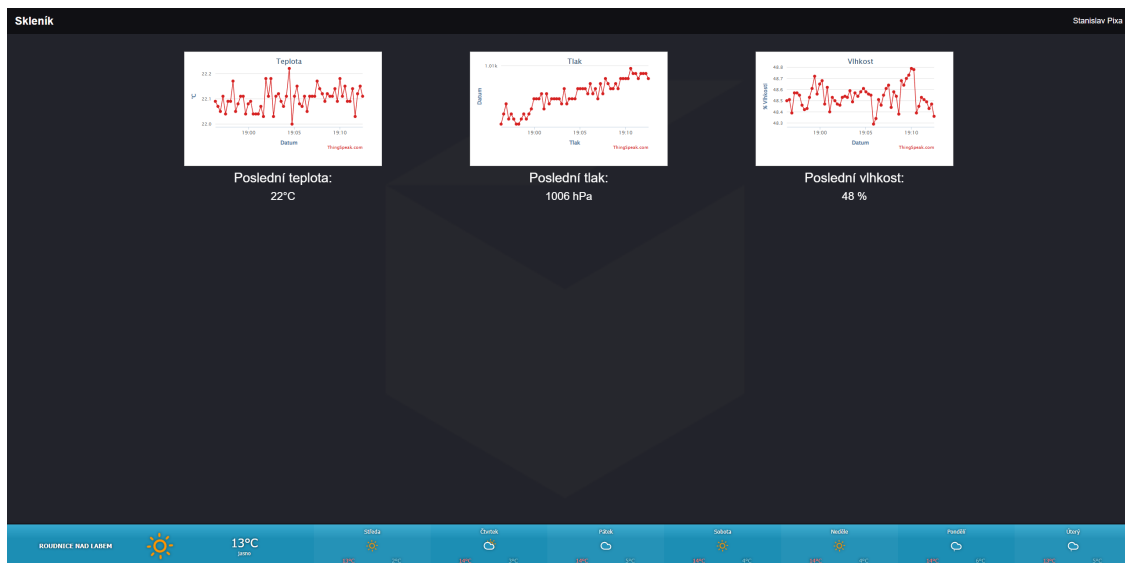 Skleník
Stanislav Pixa
Teplota
22.2
22.1
22.0
°C
19:00 19:05 19:10
Datum
ThingSpeak.com
Poslední teplota:
22°C
Tlak
1.01k
Datum
19:00 19:05 19:10
Tlak
ThingSpeak.com
Poslední tlak:
1006 hPa
Vlhkost
48.8
48.7
48.6
48.5
48.4
48.3
% Vlhkosti
19:00 19:05 19:10
Datum
ThingSpeak.com
Poslední vlhkost:
48 %
ROUDNICE NAD LABEM
13°C
jasno
Středa
Čtvrtek
Pátek
Sobota
Neděle
Pondělí
Úterý